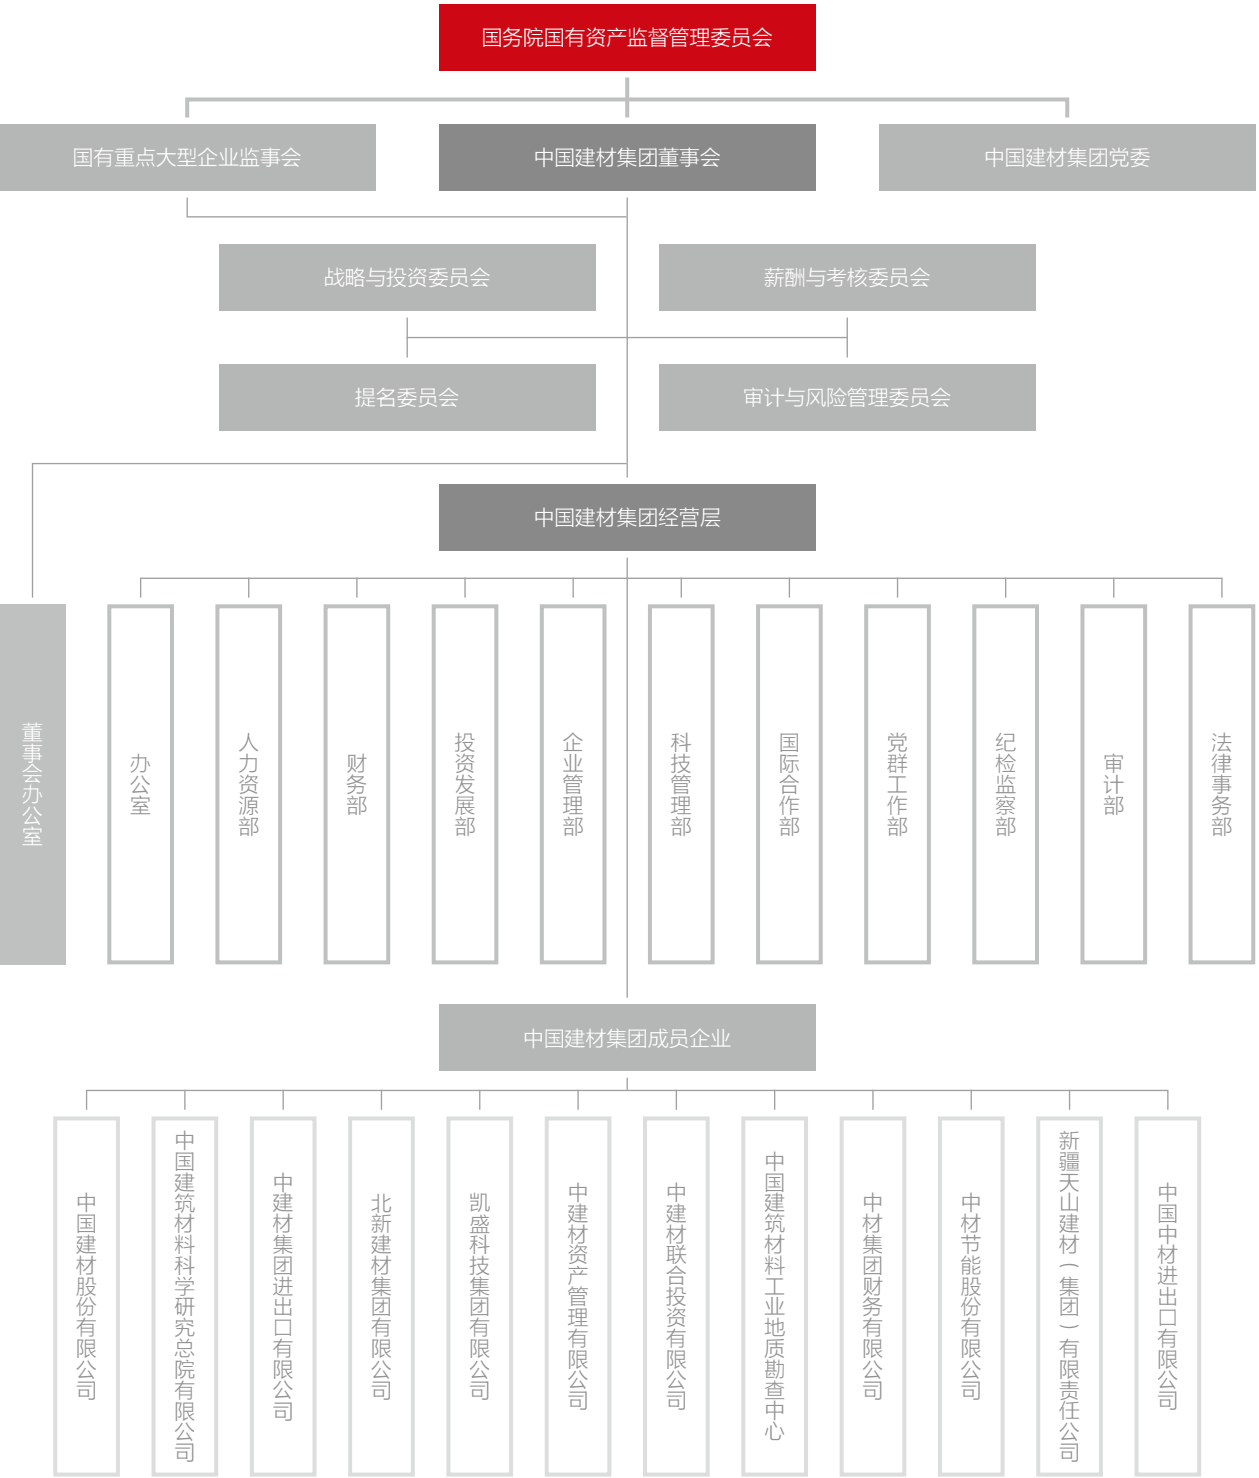 国务院国有资产监督管理委员会
国有重点大型企业监事会
中国建材集团董事会
中国建材集团党委
战略与投资委员会
薪酬与考核委员会
提名委员会
审计与风险管理委员会
中国建材集团经营层
董事会办公室
办公室
人力资源部
财务部
投资发展部
企业管理部
科技管理部
国际合作部
党群工作部
纪检监察部
审计部
法律事务部
中国建材集团成员企业
中国建材股份有限公司
中国建筑材料科学研究总院有限公司
中建材集团进出口有限公司
北新建材集团有限公司
凯盛科技集团有限公司
中建材资产管理有限公司
中建材联合投资有限公司
中国建筑材料工业地质勘查中心
中材集团财务有限公司
中材节能股份有限公司
新疆天山建材（集团）有限责任公司
中国中材进出口有限公司